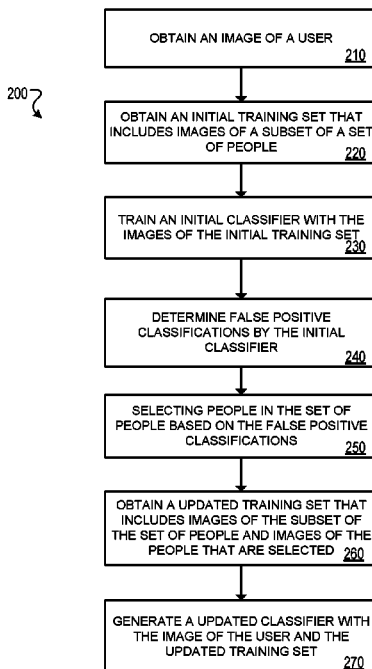 OBTAIN AN IMAGE OF A USER
210
200
OBTAIN AN INITIAL TRAINING SET THAT
INCLUDES IMAGES OF A SUBSET OF A SET
OF PEOPLE
220
TRAIN AN INITIAL CLASSIFIER WITH THE
IMAGES OF THE INITIAL TRAINING SET
230
DETERMINE FALSE POSITIVE
CLASSIFICATIONS BY THE INITIAL
CLASSIFIER
240
SELECTING PEOPLE IN THE SET OF
PEOPLE BASED ON THE FALSE POSITIVE
CLASSIFICATIONS
250
OBTAIN A UPDATED TRAINING SET THAT
INCLUDES IMAGES OF THE SUBSET OF
THE SET OF PEOPLE AND IMAGES OF THE
PEOPLE THAT ARE SELECTED
260
GENERATE A UPDATED CLASSIFIER WITH
THE IMAGE OF THE USER AND THE
UPDATED TRAINING SET
270